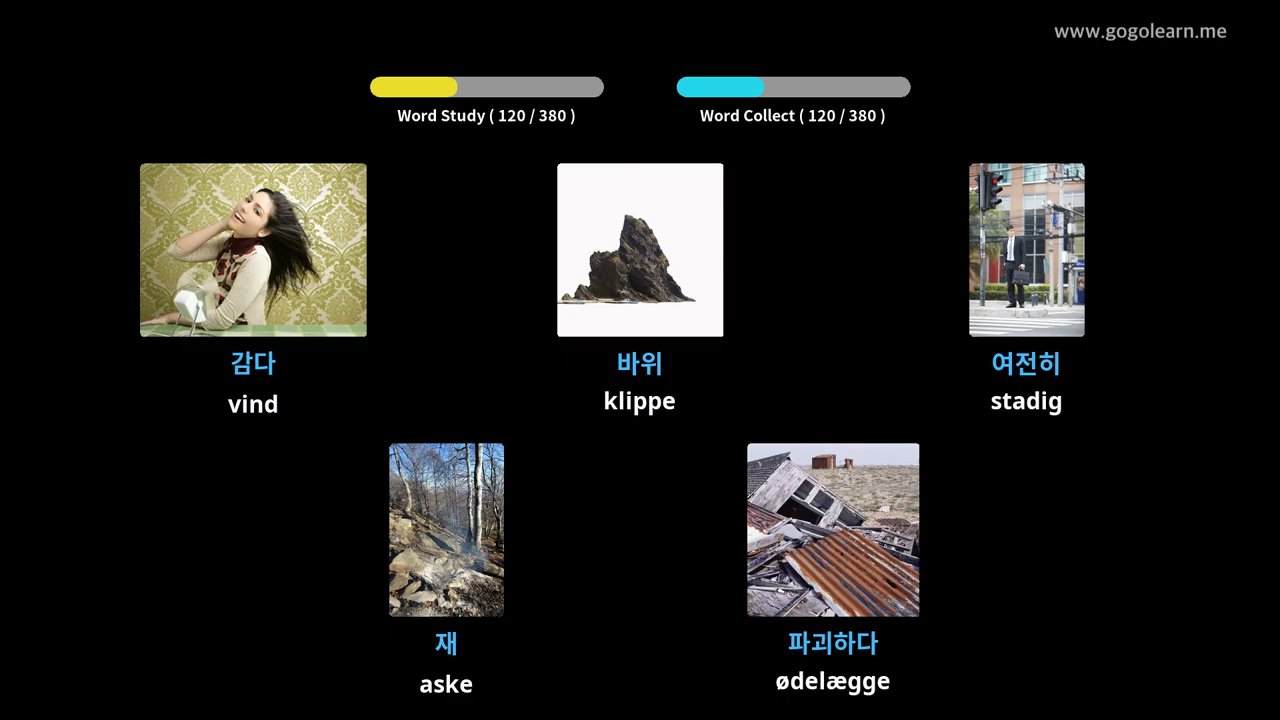 www.gogolearn.me
Word Study ( 120 / 380 )
Word Collect ( 120 / 380 )
감다
vind
바위
klippe
여전히
stadig
재
aske
파괴하다
ødelægge